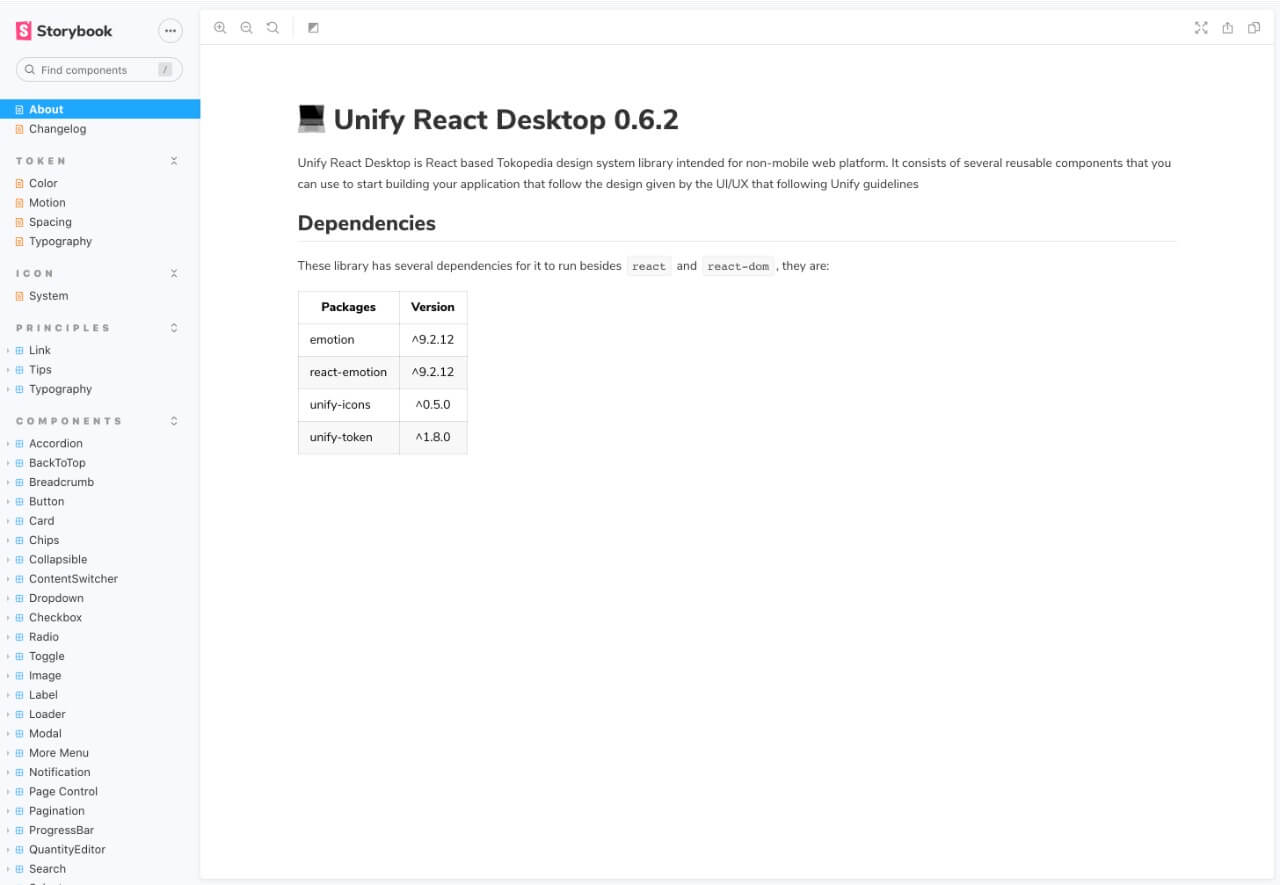 Storybook
Find components /
About
Changelog
TOKEN
Color
Motion
Spacing
Typography
ICON
System
PRINCIPLES
Link
Tips
Typography
COMPONENTS
Accordion
BackToTop
Breadcrumb
Button
Card
Chips
Collapsible
ContentSwitcher
Dropdown
Checkbox
Radio
Toggle
Image
Label
Loader
Modal
More Menu
Notification
Page Control
Pagination
ProgressBar
QuantityEditor
Search
Unify React Desktop 0.6.2
Unify React Desktop is React based Tokopedia design system library intended for non-mobile web platform. It consists of several reusable components that you
can use to start building your application that follow the design given by the UI/UX that following Unify guidelines
Dependencies
These library has several dependencies for it to run besides react and react-dom, they are:
Packages Version
emotion ^9.2.12
react-emotion ^9.2.12
unify-icons ^0.5.0
unify-token ^1.8.0